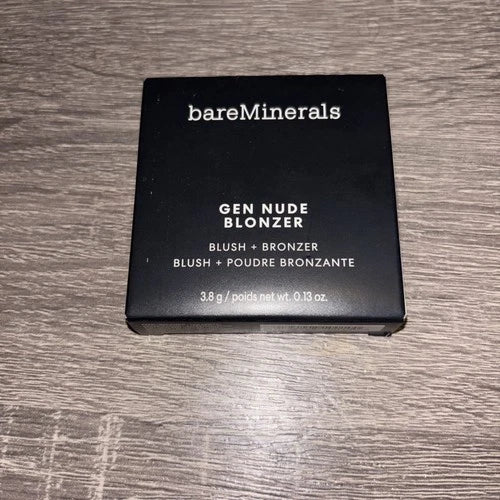 bareMinerals
GEN NUDE
BLONZER
BLUSH + BRONZER
BLUSH + POUDRE BRONZANTE
3.8 g / poids net wt. 0.13 oz.